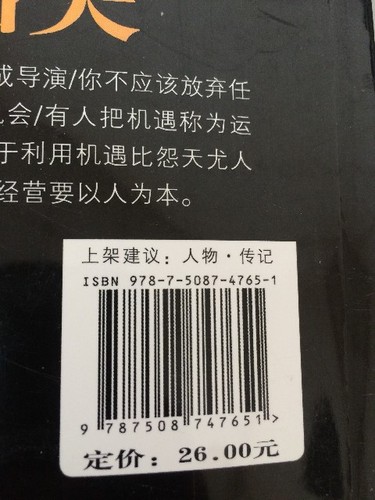 成导演/你不应该放弃任
机会/有人把机遇称为运
于利用机遇比怨天尤人
经营要以人为本。
上架建议：人物·传记
ISBN 978-7-5087-4765-1
9 787508 747651 >
定价：26.00元